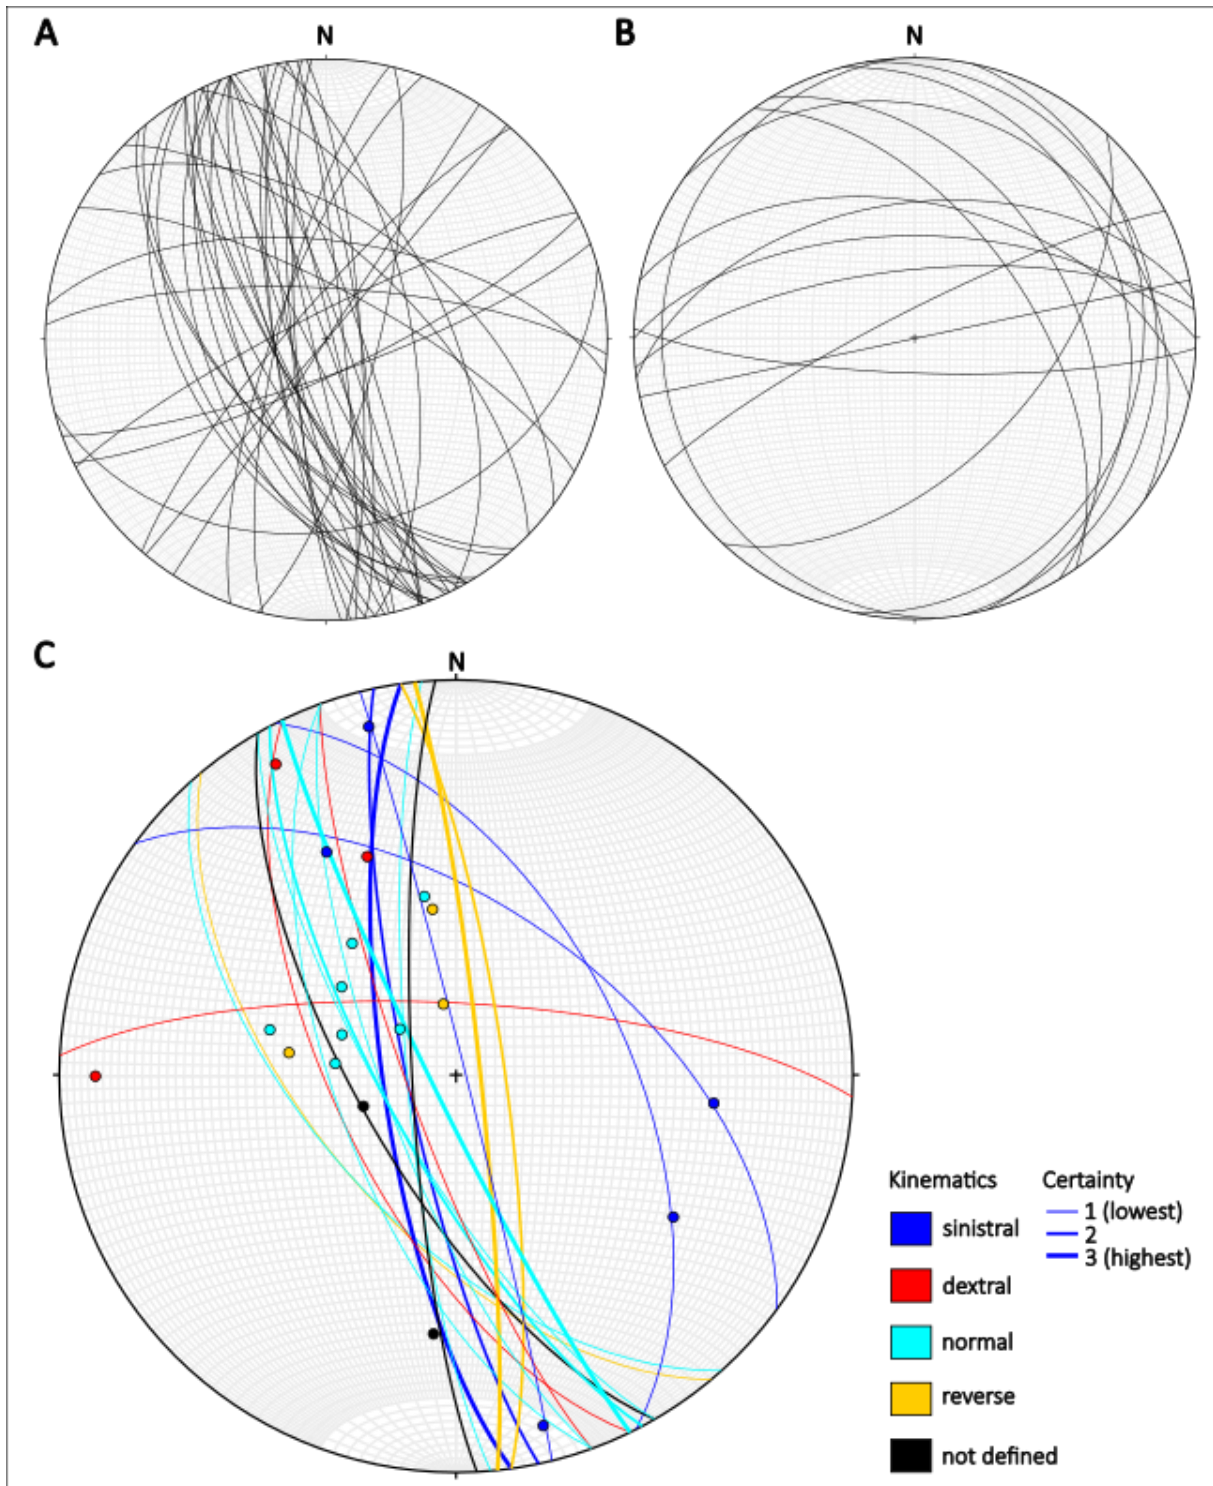 A
N
B
N
C
N
Kinematics
sinistral
dextral
normal
reverse
not defined
Certainty
1 (lowest)
2
3 (highest)